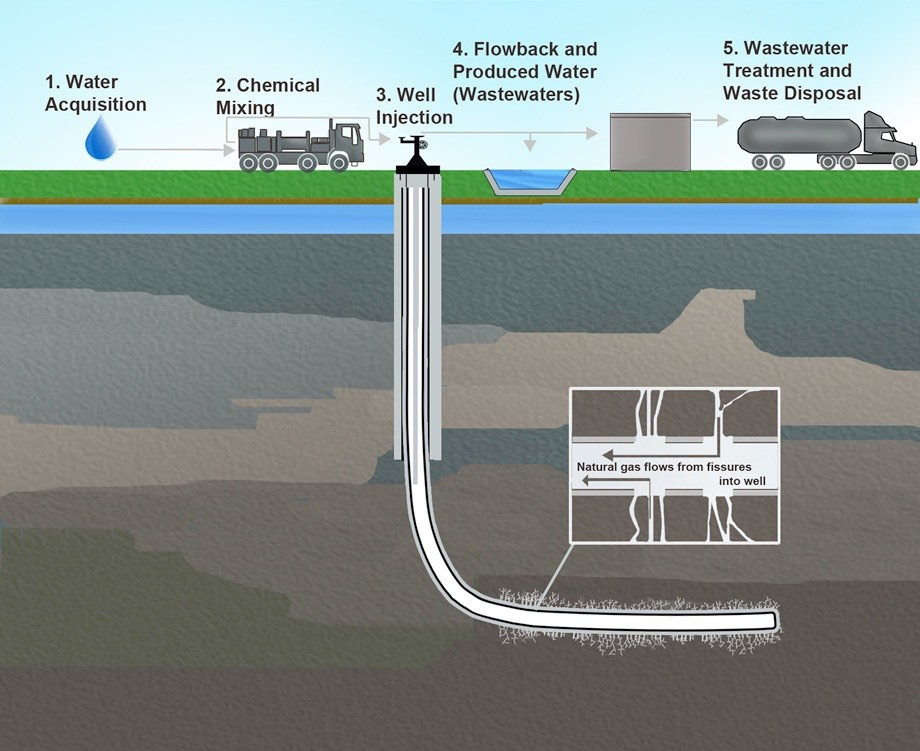 1. Water
Acquisition
2. Chemical
Mixing
3. Well
Injection
4. Flowback and
Produced Water
(Wastewaters)
5. Wastewater
Treatment and
Waste Disposal
Natural gas flows from fissures
into well